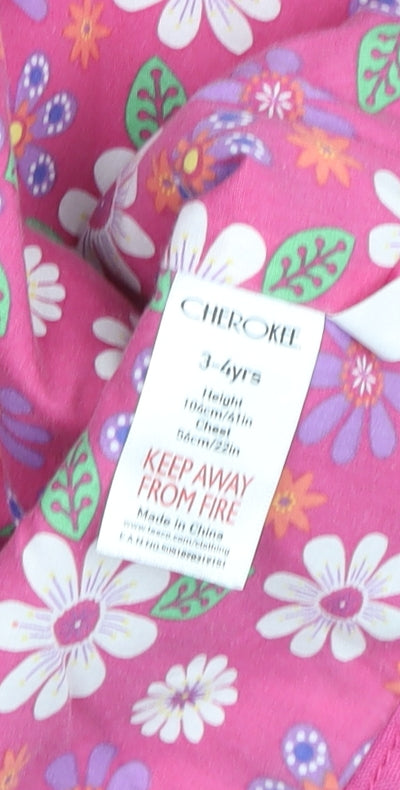 CHEROKEE
3-4yrs
Height
104cm/41in
Chest
56cm/22in
KEEP AWAY
FROM FIRE
Made in China